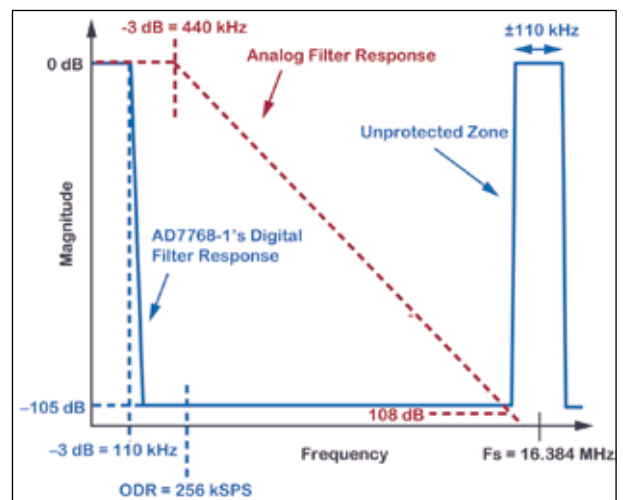 -3 dB = 440 kHz
±110 kHz
0 dB
Analog Filter Response
Unprotected Zone
Magnitude
AD7768-1's Digital
Filter Response
–105 dB
108 dB
–3 dB = 110 kHz
Frequency
Fs = 16.384 MHz
ODR = 256 kSPS